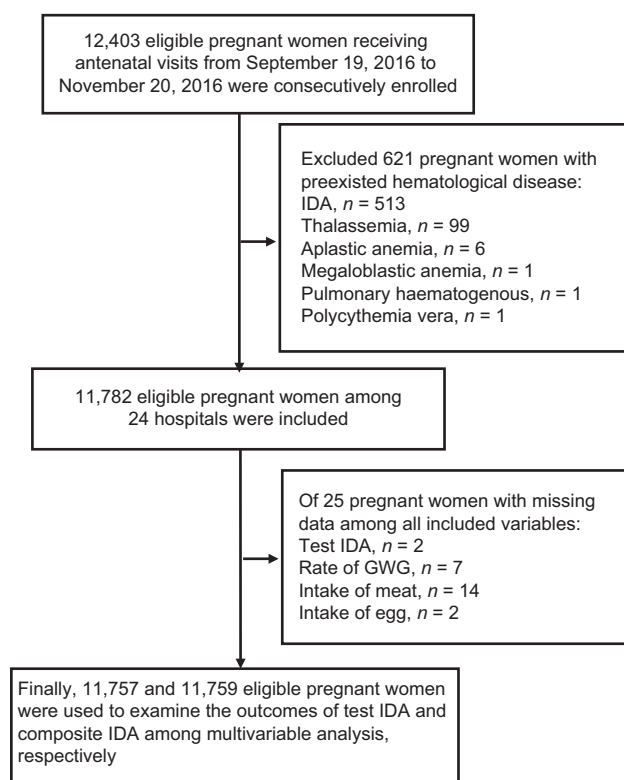 12,403 eligible pregnant women receiving
antenatal visits from September 19, 2016 to
November 20, 2016 were consecutively enrolled
Excluded 621 pregnant women with
preexisted hematological disease:
IDA, n = 513
Thalassemia, n = 99
Aplastic anemia, n = 6
Megaloblastic anemia, n = 1
Pulmonary haematogenous, n = 1
Polycythemia vera, n = 1
11,782 eligible pregnant women among
24 hospitals were included
Of 25 pregnant women with missing
data among all included variables:
Test IDA, n = 2
Rate of GWG, n = 7
Intake of meat, n = 14
Intake of egg, n = 2
Finally, 11,757 and 11,759 eligible pregnant women
were used to examine the outcomes of test IDA and
composite IDA among multivariable analysis,
respectively